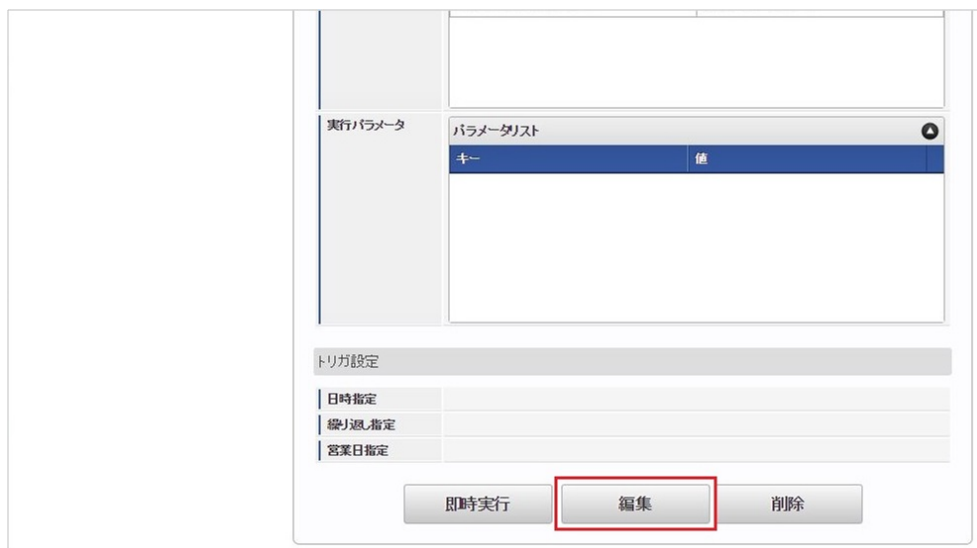 実行パラメータ
パラメータリスト
キー 値
トリガ設定
日時指定
繰り返し指定
営業日指定
即時実行 編集 削除